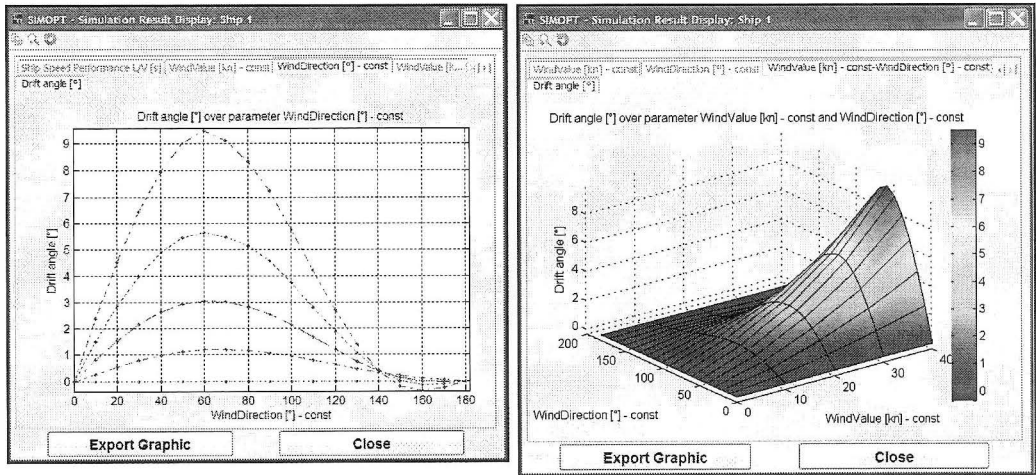 SIMOPT - Simulation Result Display: Ship 1
Ship Speed Performance L/V [s] WindValue [kn] - const WindDirection [°] - const WindValue [k...
Drift angle [°]
Drift angle [°] over parameter WindDirection [°] - const
9
8
7
6
5
4
3
2
1
0
Drift angle [°]
0 20 40 60 80 100 120 140 160 180
WindDirection [°] - const
Export Graphic Close
SIMOPT - Simulation Result Display: Ship 1
WindValue [kn] - const WindDirection [°] - const WindValue [kn] - const-WindDirection [°] - const
Drift angle [°]
Drift angle [°] over parameter WindValue [kn] - const and WindDirection [°] - const
8
6
4
2
0
Drift angle [°]
200 150 100 50 0
0 10 20 30 40
WindDirection [°] - const
WindValue [kn] - const
9
8
7
6
5
4
3
2
1
0
Export Graphic Close